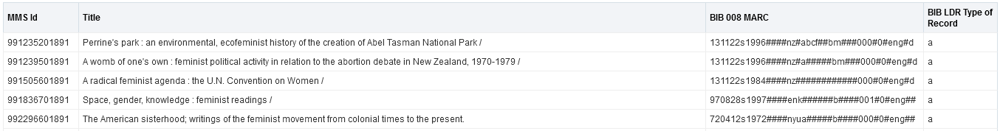 MMS Id Title BIB 008 MARC BIB LDR Type of Record
991235201891 Perrine's park : an environmental, ecofeminist history of the creation of Abel Tasman National Park / 131122s1996####nz#abcf##bm###000#0#eng#d a
991239501891 A womb of one's own : feminist political activity in relation to the abortion debate in New Zealand, 1970-1979 / 131122s1996####nz#a#####bm###000#0#eng#d a
991505601891 A radical feminist agenda : the U.N. Convention on Women / 131122s1984####nz############000#0#eng#d a
991836701891 Space, gender, knowledge : feminist readings / 970828s1997####enk######b####001#0#eng## a
992296601891 The American sisterhood; writings of the feminist movement from colonial times to the present. 720412s1972####nyua#####b####000#0#eng## a